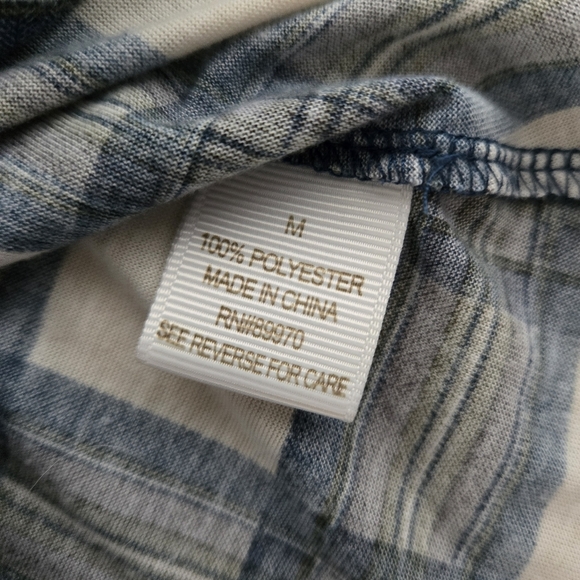 M
100% POLYESTER
MADE IN CHINA
RN#89970
SEE REVERSE FOR CARE